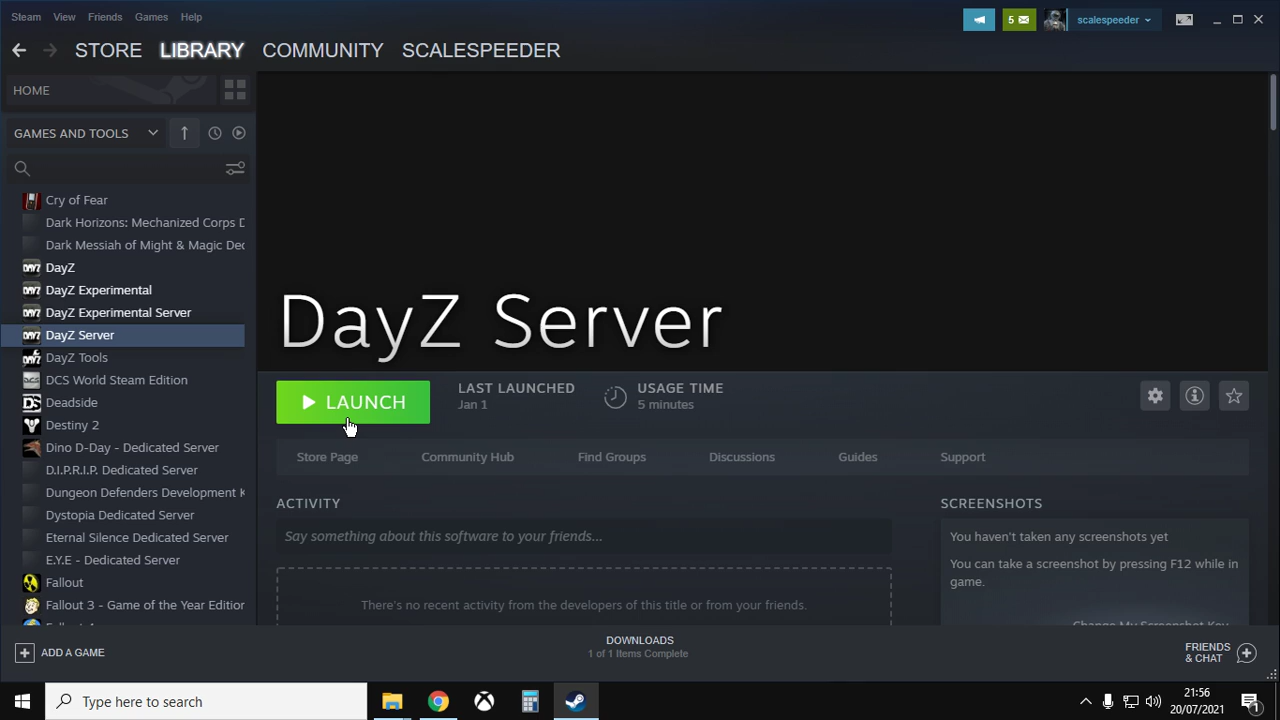 Steam View Friends Games Help
5 scalespeeder
STORE LIBRARY COMMUNITY SCALESPEEDER
HOME
GAMES AND TOOLS
Cry of Fear
Dark Horizons: Mechanized Corps D
Dark Messiah of Might & Magic Dec
DayZ
DayZ Experimental
DayZ Experimental Server
DayZ Server
DayZ Tools
DCS World Steam Edition
Deadside
Destiny 2
Dino D-Day - Dedicated Server
D.I.P.R.I.P. Dedicated Server
Dungeon Defenders Development K
Dystopia Dedicated Server
Eternal Silence Dedicated Server
E.Y.E - Dedicated Server
Fallout
Fallout 3 - Game of the Year Edition
DayZ Server
LAUNCH
LAST LAUNCHED
Jan 1
USAGE TIME
5 minutes
Store Page Community Hub Find Groups Discussions Guides Support
ACTIVITY
Say something about this software to your friends...
There's no recent activity from the developers of this title or from your friends.
SCREENSHOTS
You haven't taken any screenshots yet
You can take a screenshot by pressing F12 while in
game.
Change My Screenshot Key
ADD A GAME
DOWNLOADS
1 of 1 Items Complete
FRIENDS
& CHAT
Type here to search
21:56
20/07/2021
1